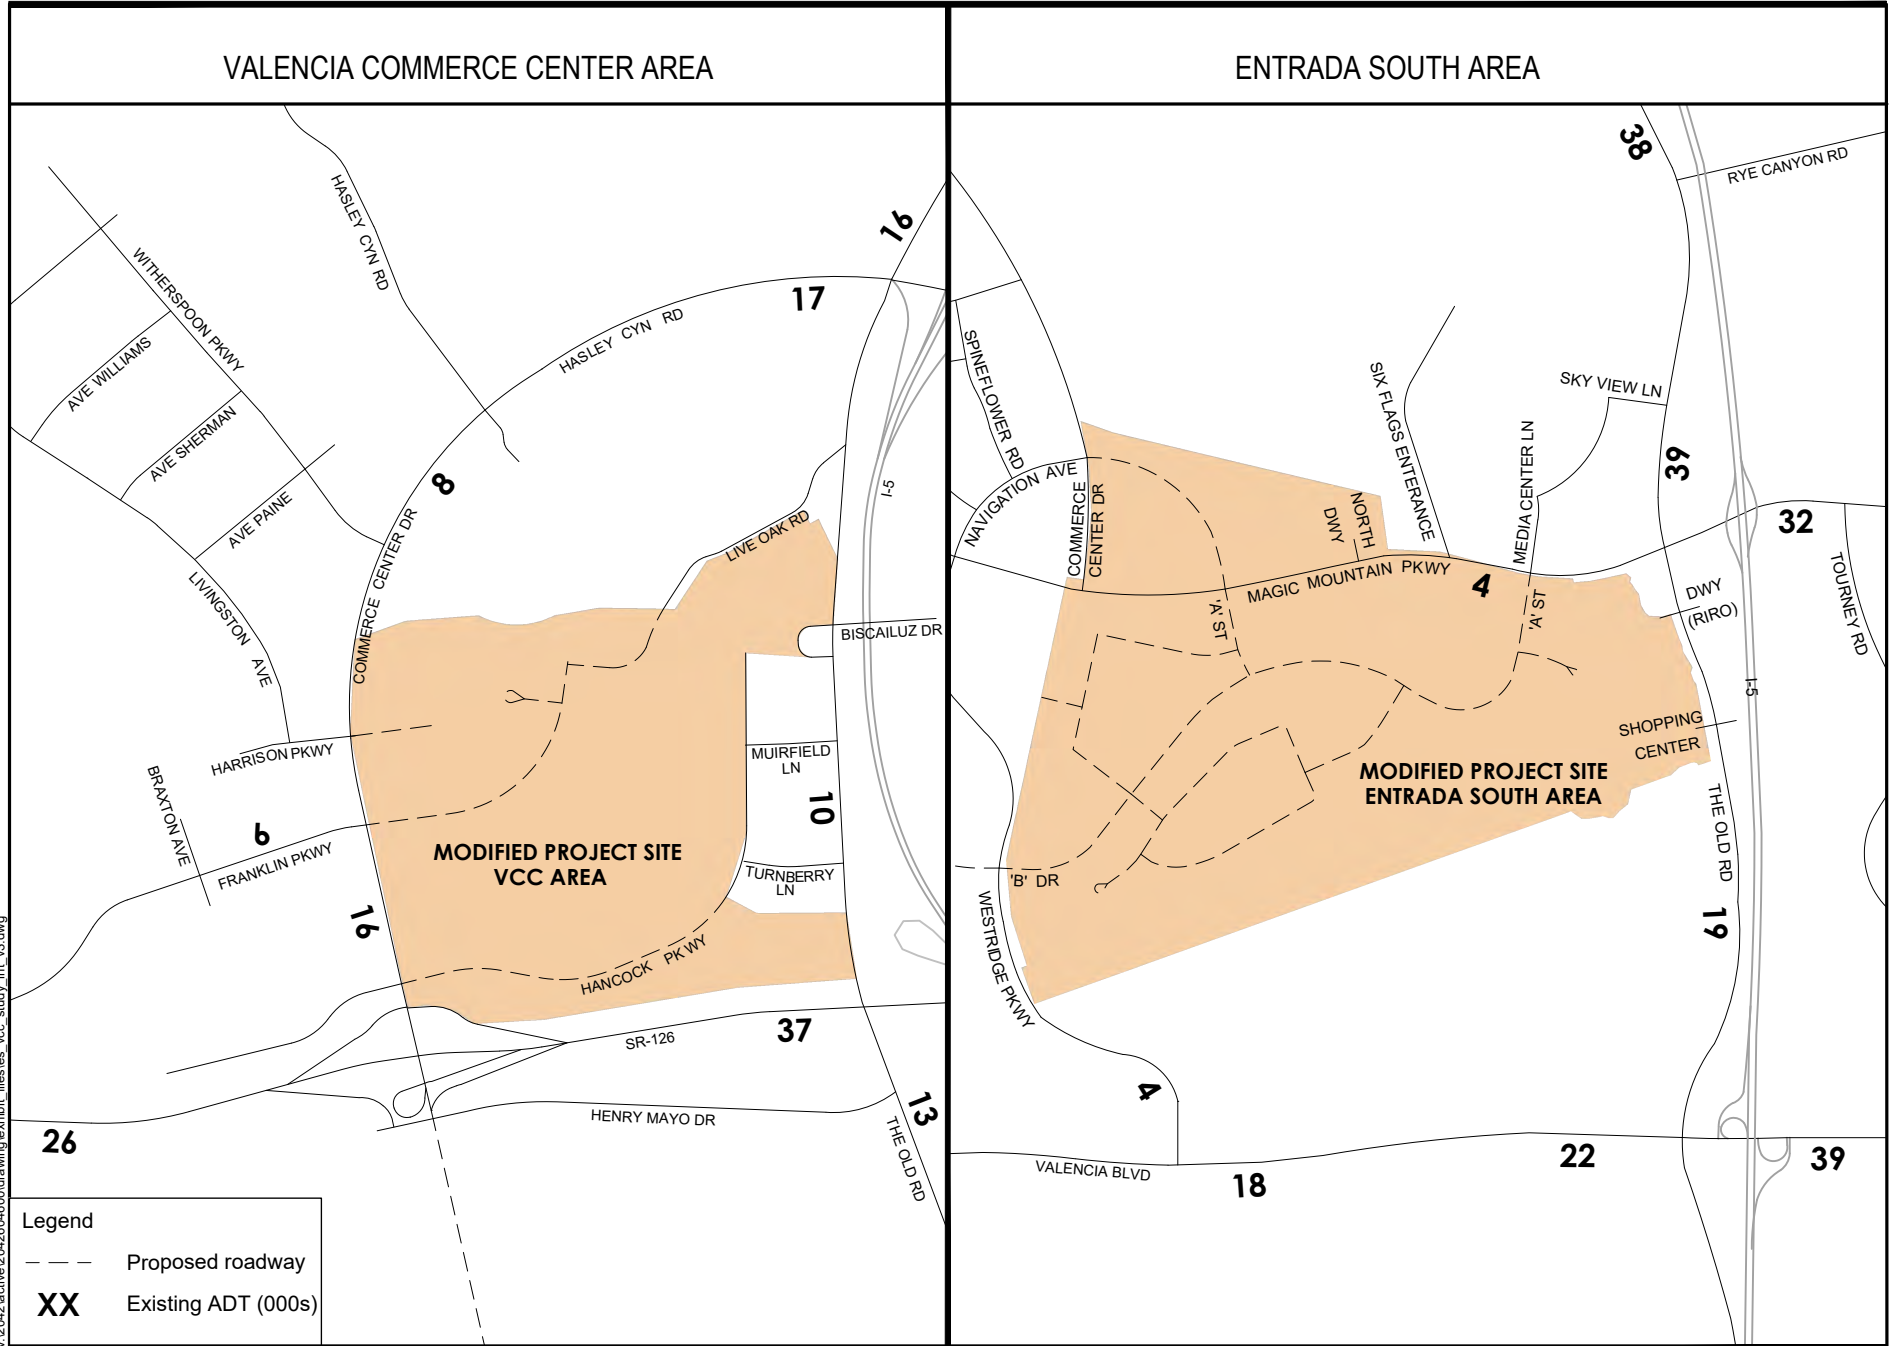 VALENCIA COMMERCE CENTER AREA
HASLEY CYN RD
16
17
HASLEY CYN RD
WITHERSPOON PKWY
AVE WILLIAMS
AVE SHERMAN
AVE PAINE
8
I-5
COMMERCE CENTER DR
LIVE OAK RD
LIVINGSTON AVE
BISCAILUZ DR
HARRISON PKWY
MUIRFIELD
LN
10
BRAXTON AVE
6
FRANKLIN PKWY
MODIFIED PROJECT SITE
VCC AREA
TURNBERRY
LN
16
HANCOCK PKWY
SR-126
37
HENRY MAYO DR
13
THE OLD RD
26
Legend
Proposed roadway
XX Existing ADT (000s)
ENTRADA SOUTH AREA
38
RYE CANYON RD
SPINEFLOWER RD
SIX FLAGS ENTERANCE
SKY VIEW LN
MEDIA CENTER LN
39
NAVIGATION AVE
COMMERCE
CENTER DR
NORTH
DWY
32
TOURNEY RD
MAGIC MOUNTAIN PKWY
4
'A' ST
'A' ST
DWY
(RIRO)
I-5
SHOPPING
CENTER
MODIFIED PROJECT SITE
ENTRADA SOUTH AREA
THE OLD RD
'B' DR
19
WESTRIDGE PKWY
4
VALENCIA BLVD
18
22
39